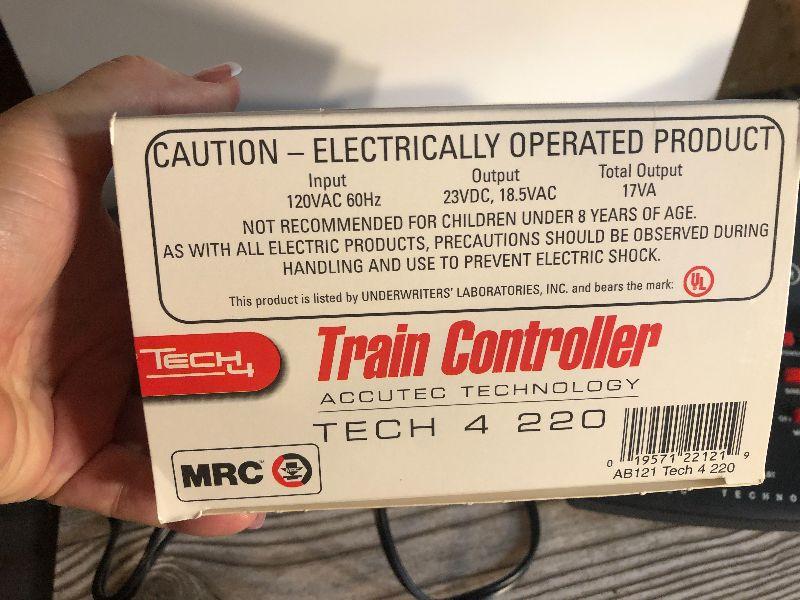 CAUTION – ELECTRICALLY OPERATED PRODUCT
Input Output Total Output
120VAC 60Hz 23VDC, 18.5VAC 17VA
NOT RECOMMENDED FOR CHILDREN UNDER 8 YEARS OF AGE.
AS WITH ALL ELECTRIC PRODUCTS, PRECAUTIONS SHOULD BE OBSERVED DURING
HANDLING AND USE TO PREVENT ELECTRIC SHOCK.
This product is listed by UNDERWRITERS' LABORATORIES, INC. and bears the mark: UL
TECH 4
Train Controller
ACCUTEC TECHNOLOGY
TECH 4 220
MRC
0 19571 22121 9
AB121 Tech 4 220
TECHNO